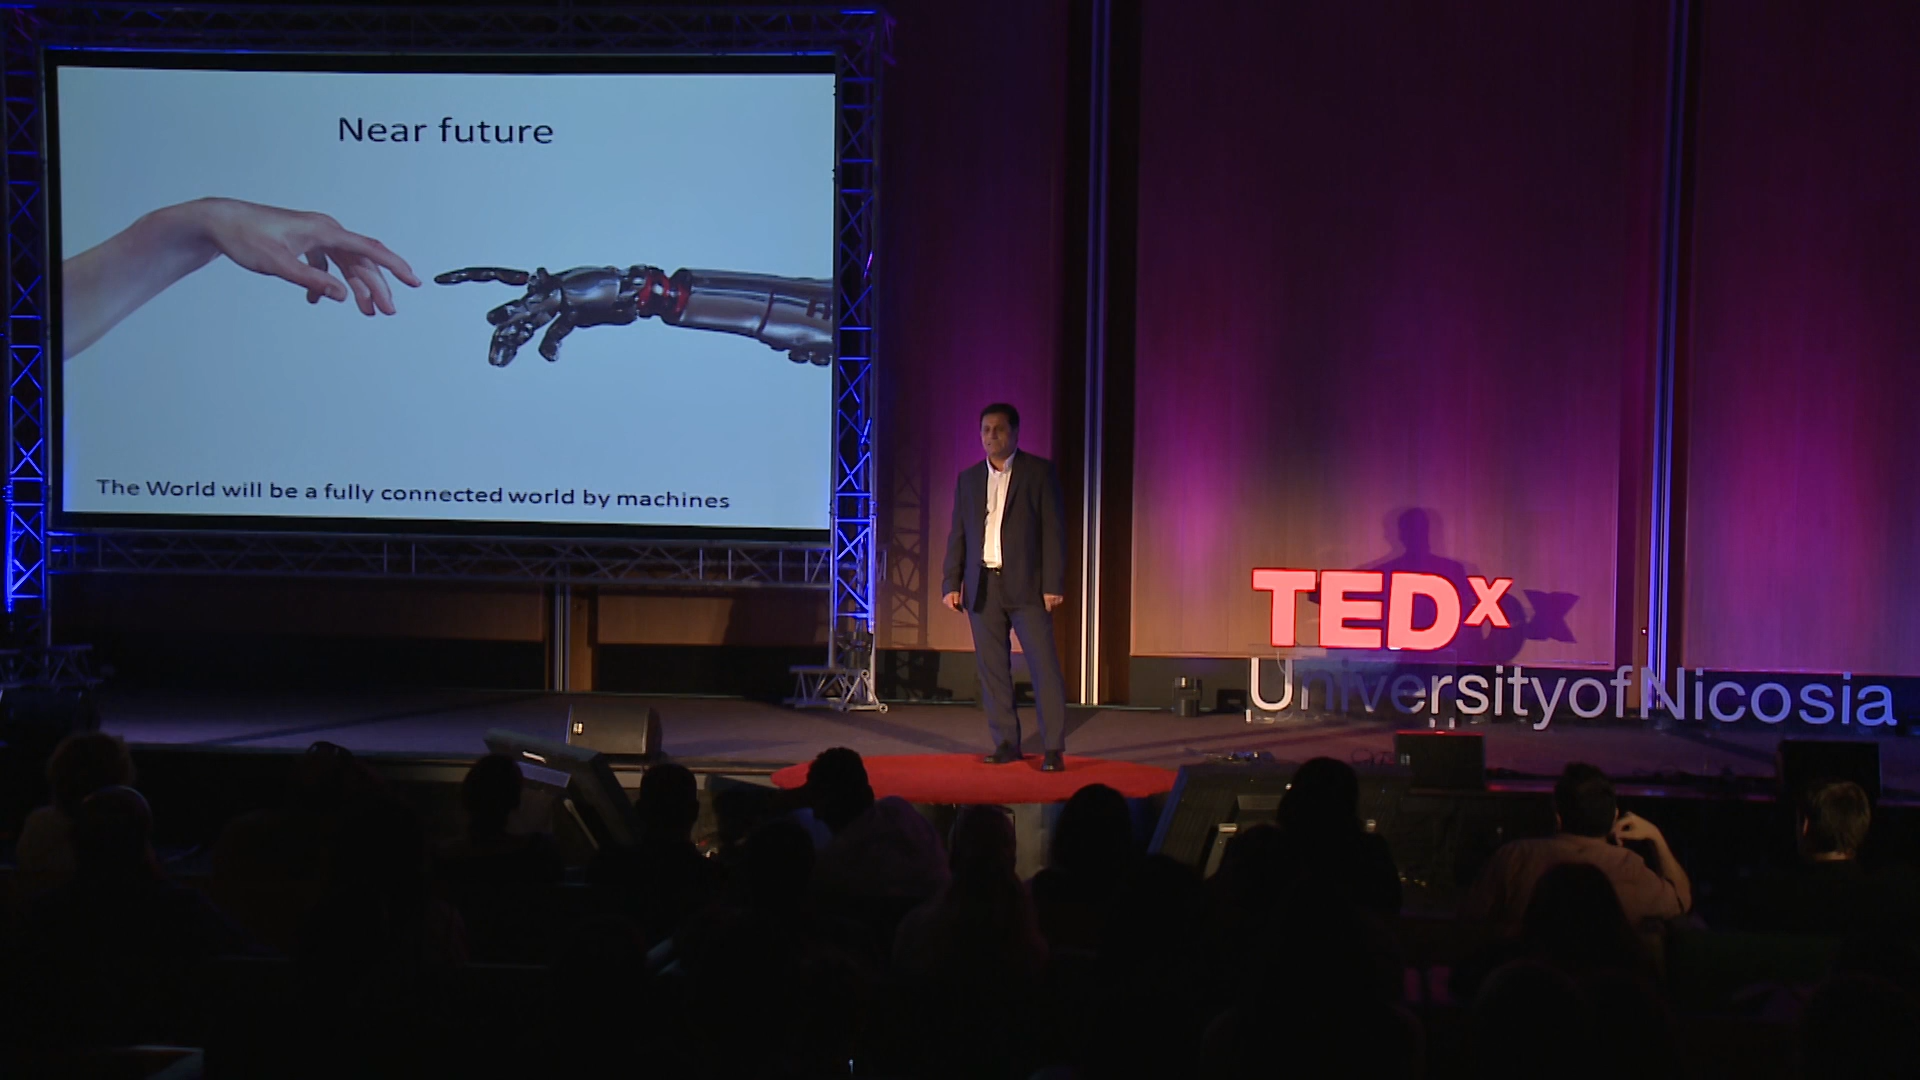 Near future
The World will be a fully connected world by machines
TEDx
UniversityofNicosia